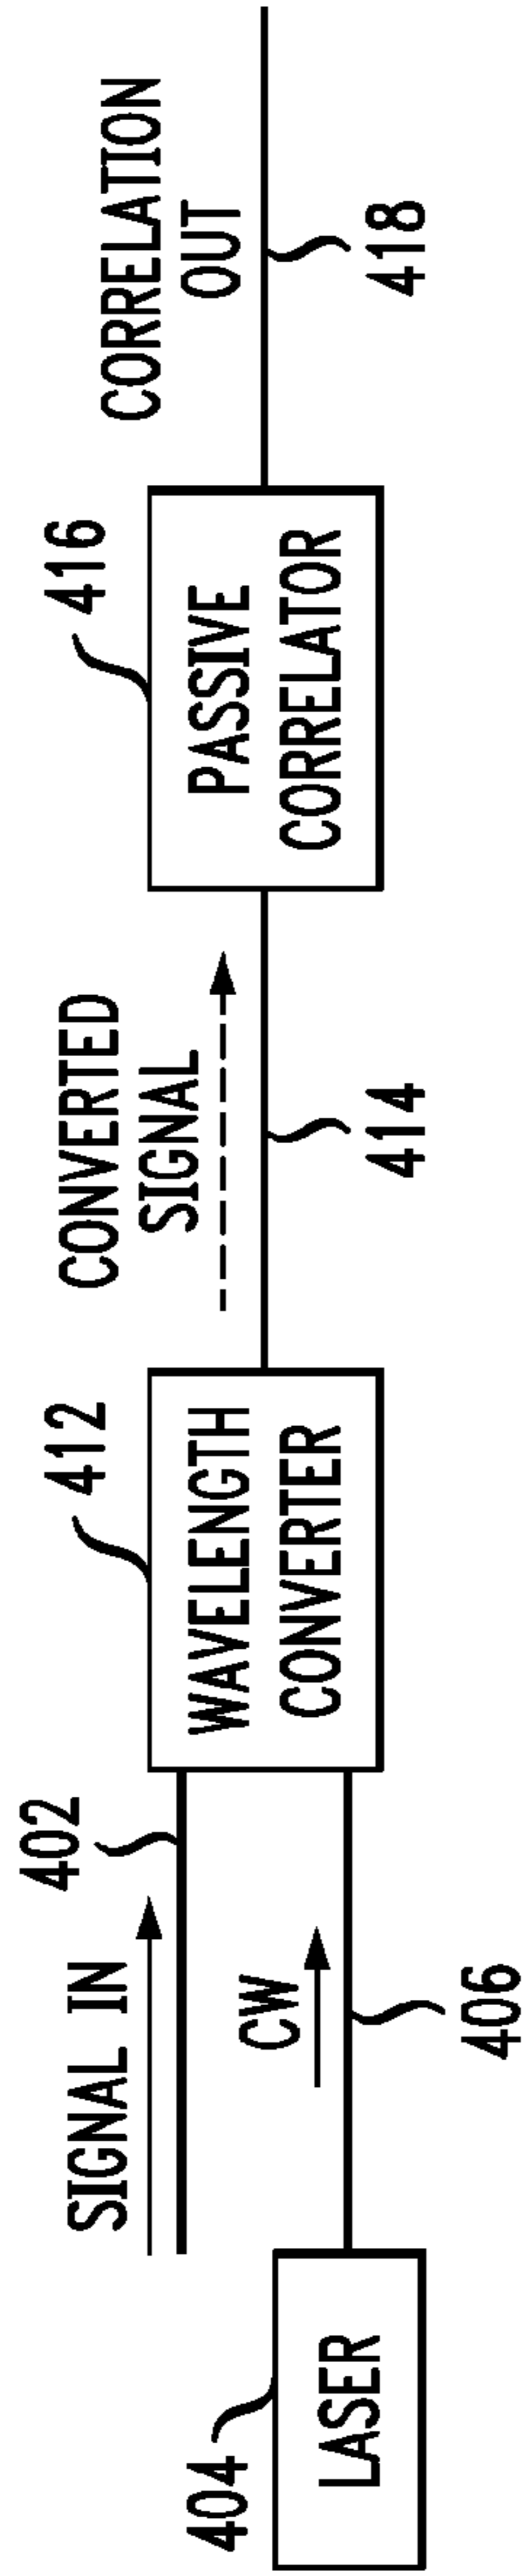 404
LASER
SIGNAL IN
402
CW
406
412
WAVELENGTH
CONVERTER
CONVERTED
SIGNAL
414
416
PASSIVE
CORRELATOR
CORRELATION
OUT
418